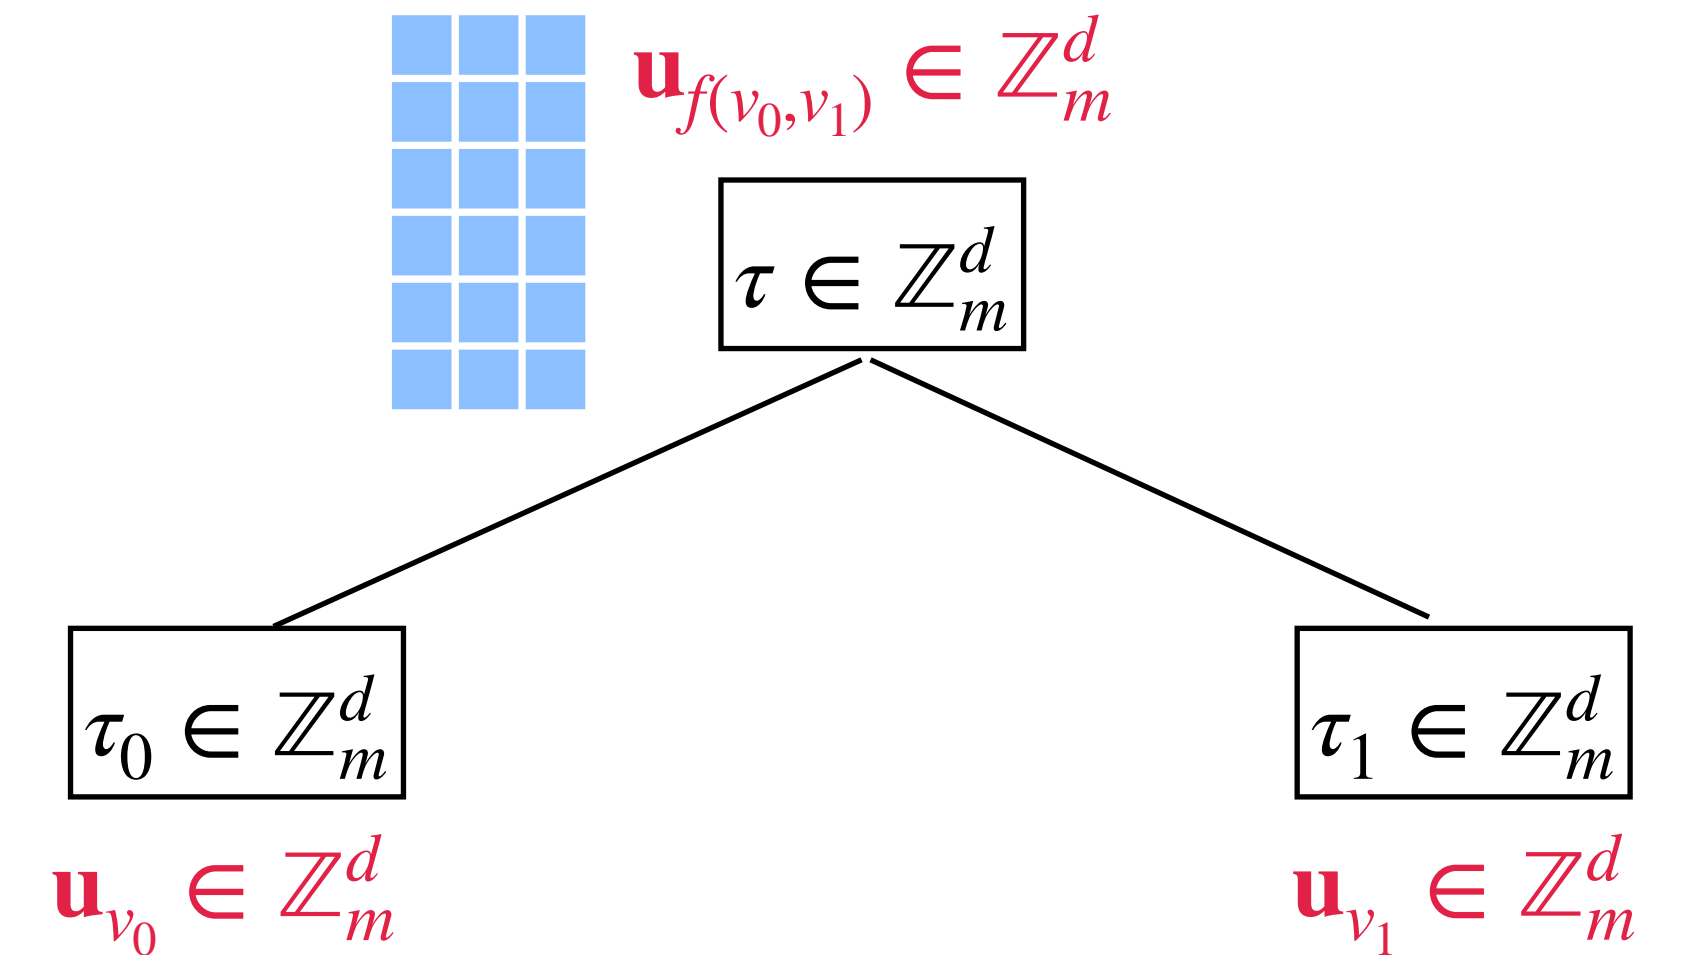 𝐮_{f(v_0,v_1)} ∈ ℤ_m^d
τ ∈ ℤ_m^d
τ_0 ∈ ℤ_m^d
τ_1 ∈ ℤ_m^d
𝐮_{v_0} ∈ ℤ_m^d
𝐮_{v_1} ∈ ℤ_m^d